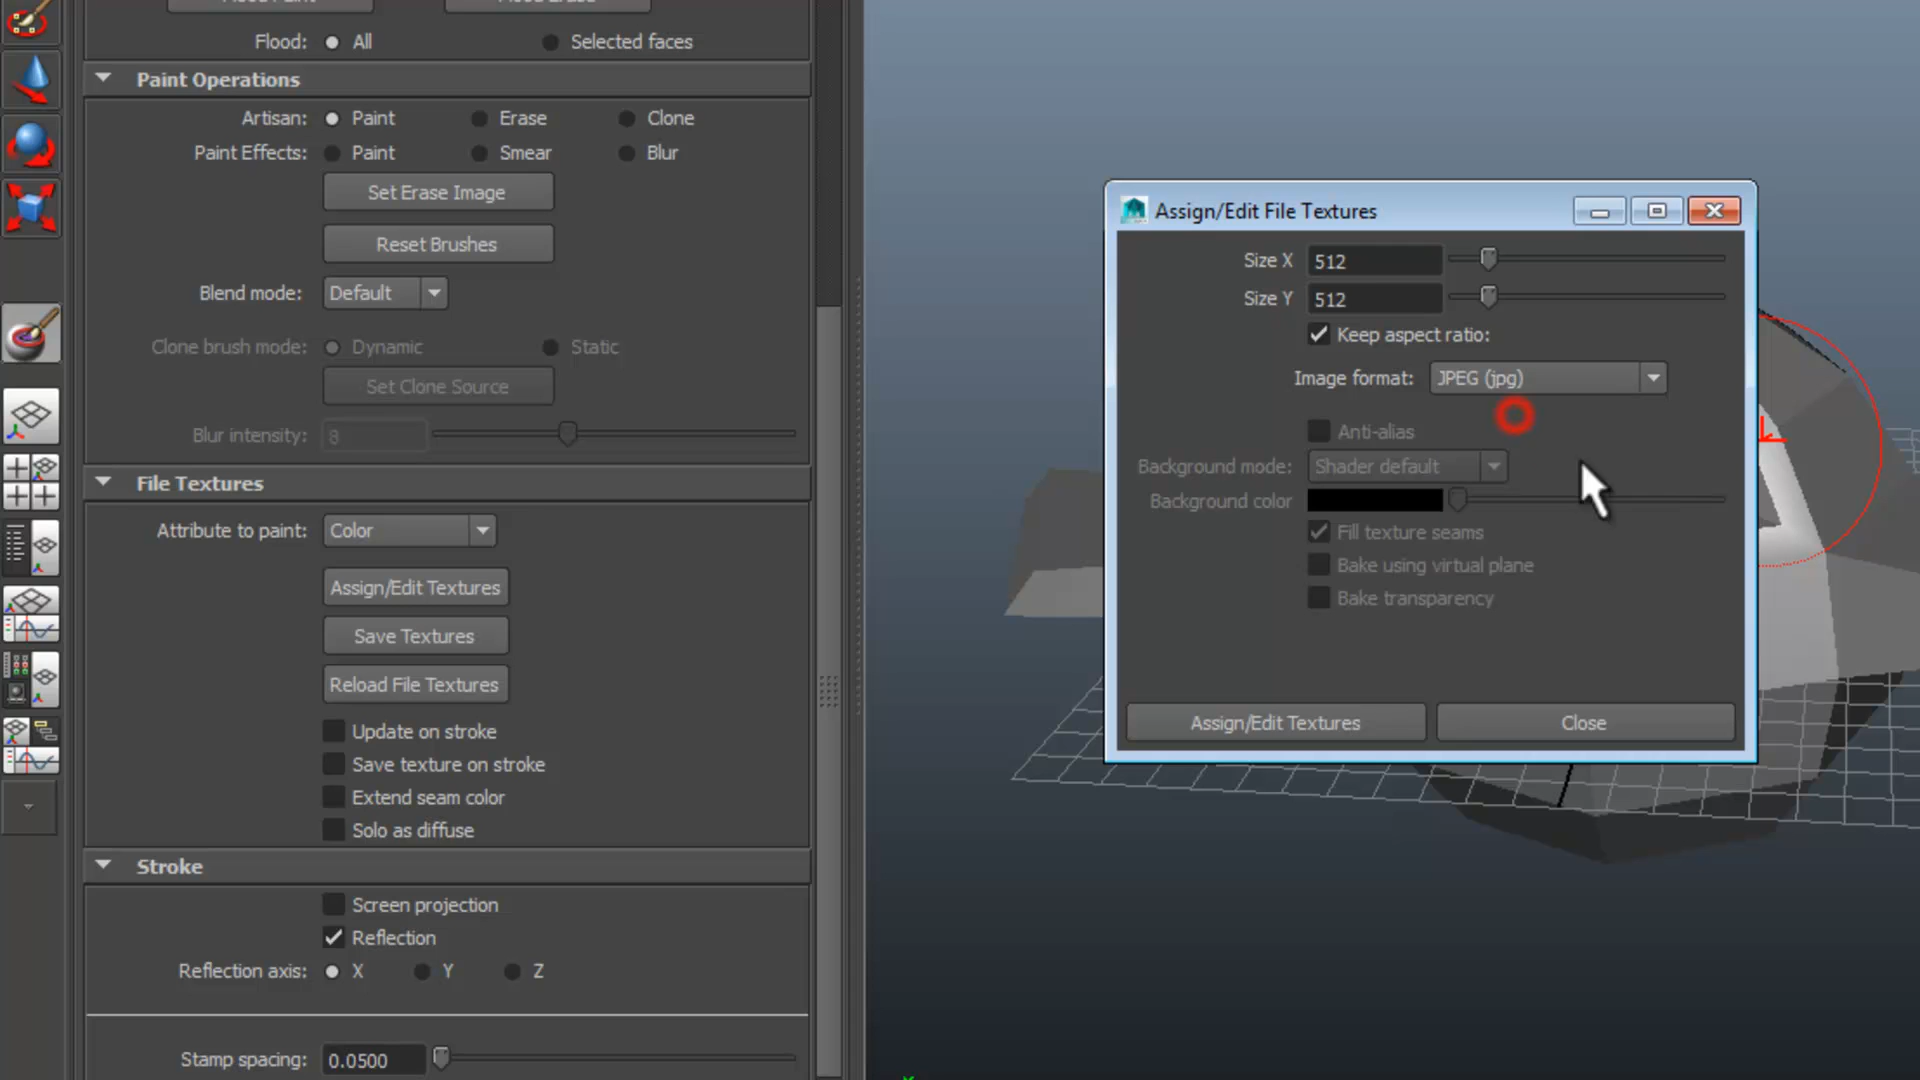 Flood: All Selected faces
Paint Operations
Artisan: Paint Erase Clone
Paint Effects: Paint Smear Blur
Set Erase Image
Reset Brushes
Blend mode: Default
Clone brush mode: Dynamic Static
Set Clone Source
Blur intensity: 8
File Textures
Attribute to paint: Color
Assign/Edit Textures
Save Textures
Reload File Textures
Update on stroke
Save texture on stroke
Extend seam color
Solo as diffuse
Stroke
Screen projection
Reflection
Reflection axis: X Y Z
Stamp spacing: 0.0500
Assign/Edit File Textures
Size X 512
Size Y 512
Keep aspect ratio:
Image format: JPEG (jpg)
Anti-alias
Background mode: Shader default
Background color
Fill texture seams
Bake using virtual plane
Bake transparency
Assign/Edit Textures Close